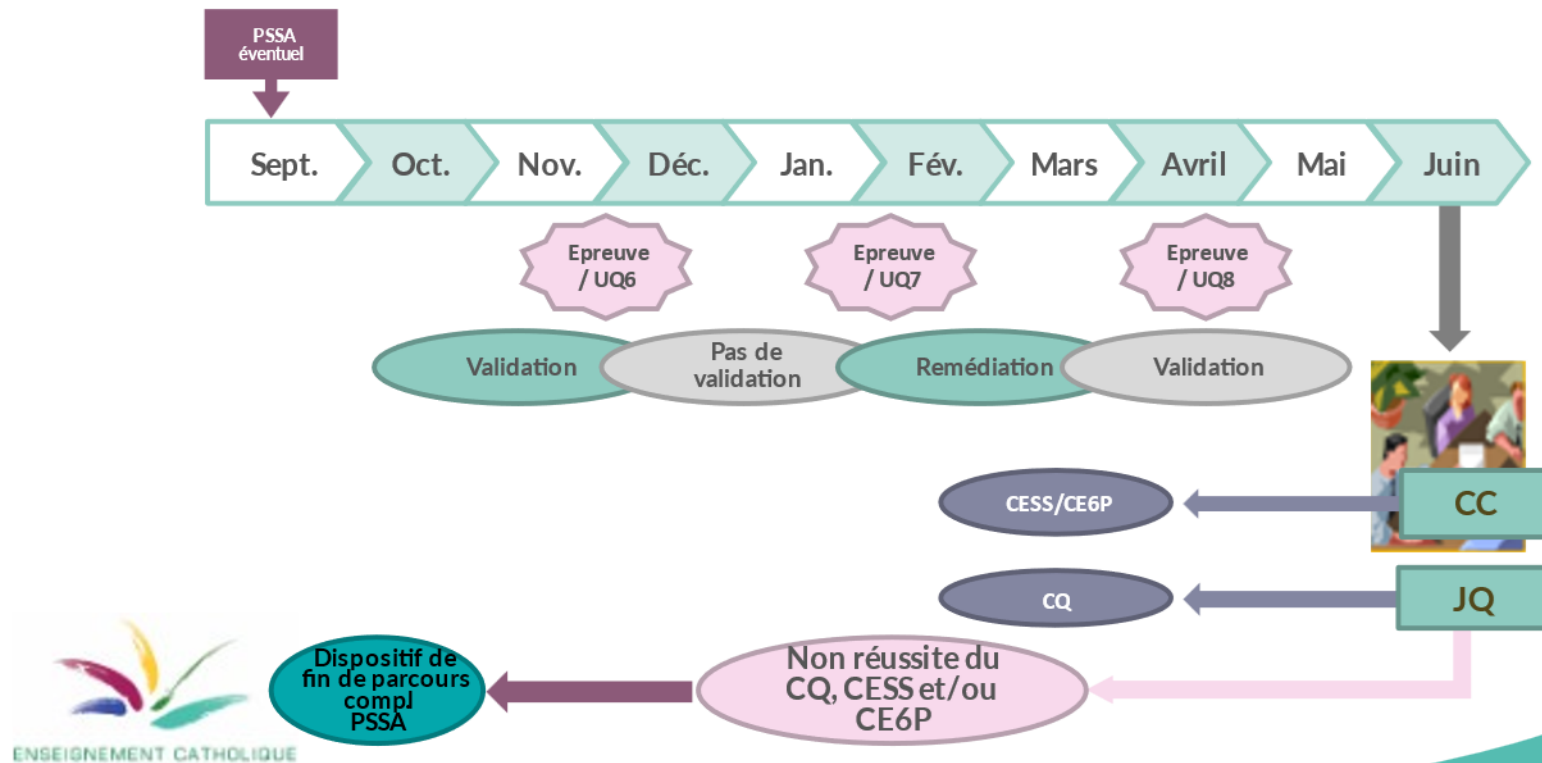 PSSA
éventuel
Sept.
Oct.
Nov.
Déc.
Jan.
Fév.
Mars
Avril
Mai
Juin
Epreuve
/ UQ6
Epreuve
/ UQ7
Epreuve
/ UQ8
Validation
Pas de
validation
Remédiation
Validation
CESS/CE6P
CC
CQ
JQ
Dispositif de
fin de parcours
compl
PSSA
Non réussite du
CQ, CESS et/ou
CE6P
ENSEIGNEMENT CATHOLIQUE